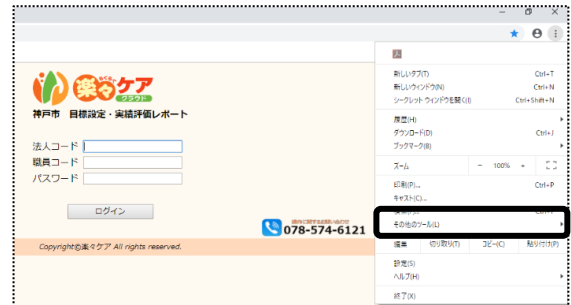 らくらく
楽々ケア
クラウド
神戸市 目標設定・実績評価レポート
法人コード
職員コード
パスワード
ログイン
078-574-6121
Copyright©楽々ケア All rights reserved.
新しいタブ(T) Ctrl+T
新しいウィンドウ(N) Ctrl+N
シークレット ウィンドウを開く(I) Ctrl+Shift+N
履歴(H)
ダウンロード(D) Ctrl+J
ブックマーク(B)
ズーム - 100% +
印刷(P)... Ctrl+P
キャスト(C)...
その他のツール(L)
編集 切り取り(T) コピー(C) 貼り付け(P)
設定(S)
ヘルプ(H)
終了(X)